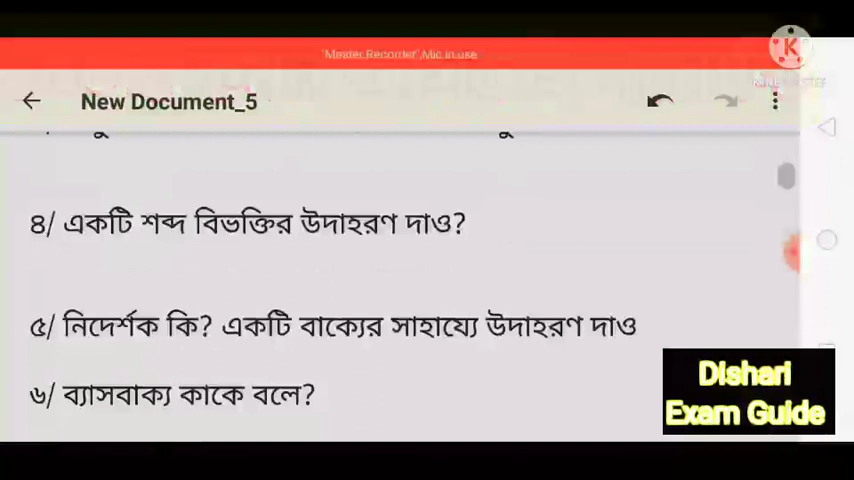 'Master Recorder' Mic in use
K
KINEMASTER
New Document_5
৪/ একটি শব্দ বিভক্তির উদাহরণ দাও?
৫/ নিদের্শক কি? একটি বাক্যের সাহায্যে উদাহরণ দাও
৬/ ব্যাসবাক্য কাকে বলে?
Dishari
Exam Guide